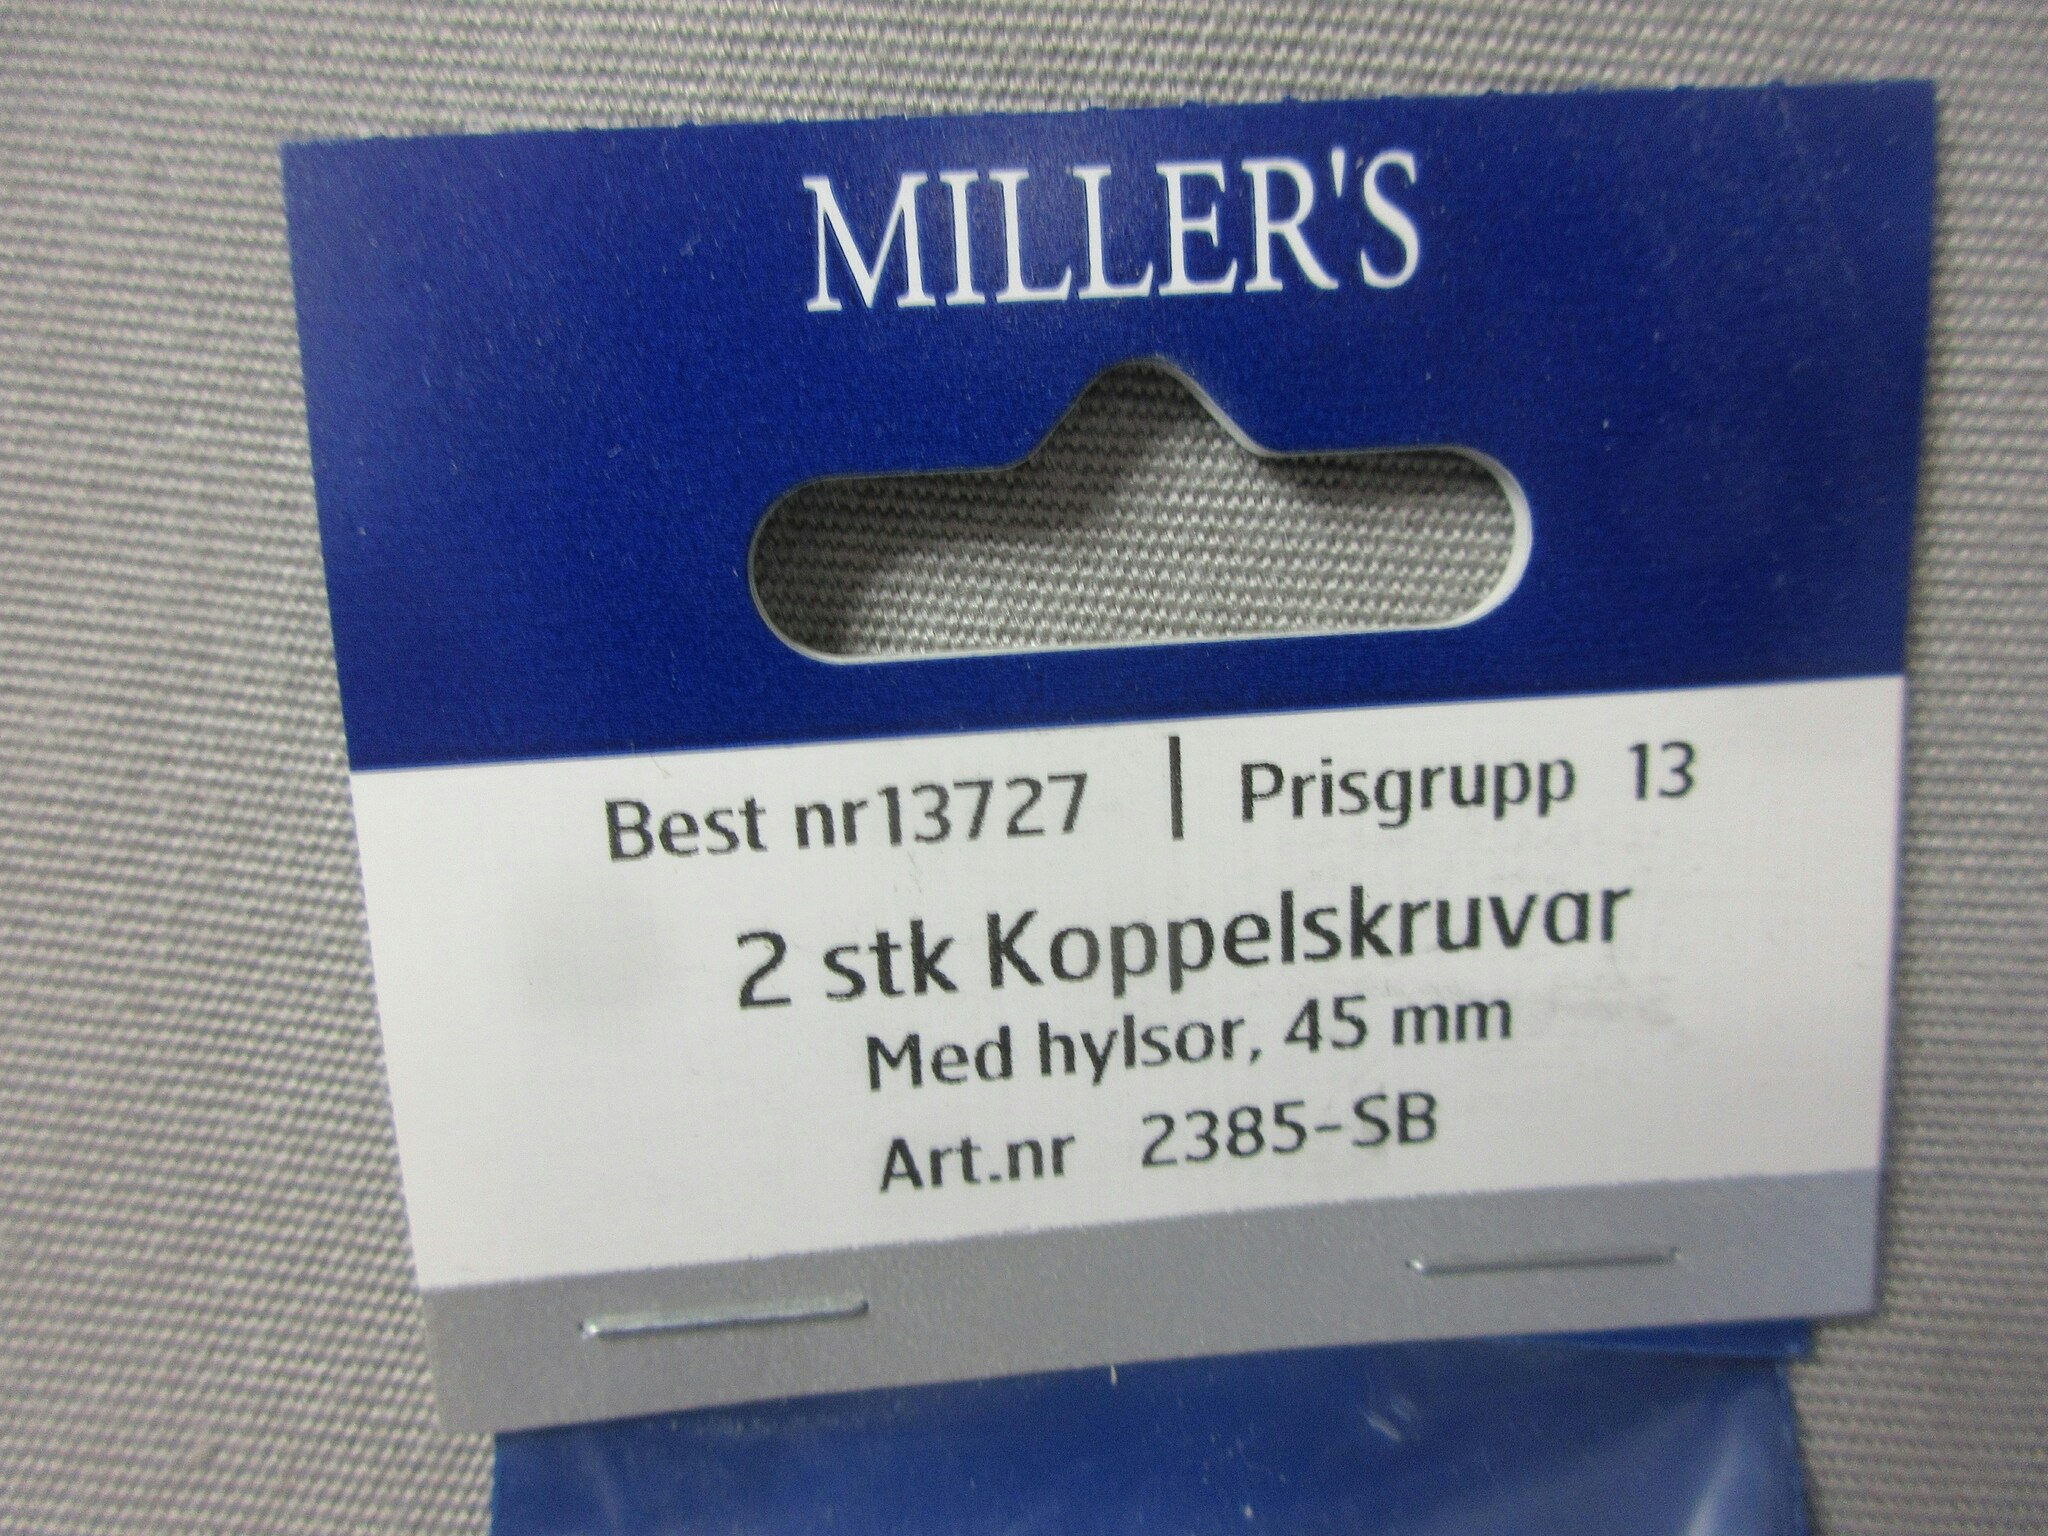 MILLER'S
Best nr13727 | Prisgrupp 13
2 stk Koppelskruvar
Med hylsor, 45 mm
Art.nr 2385-SB